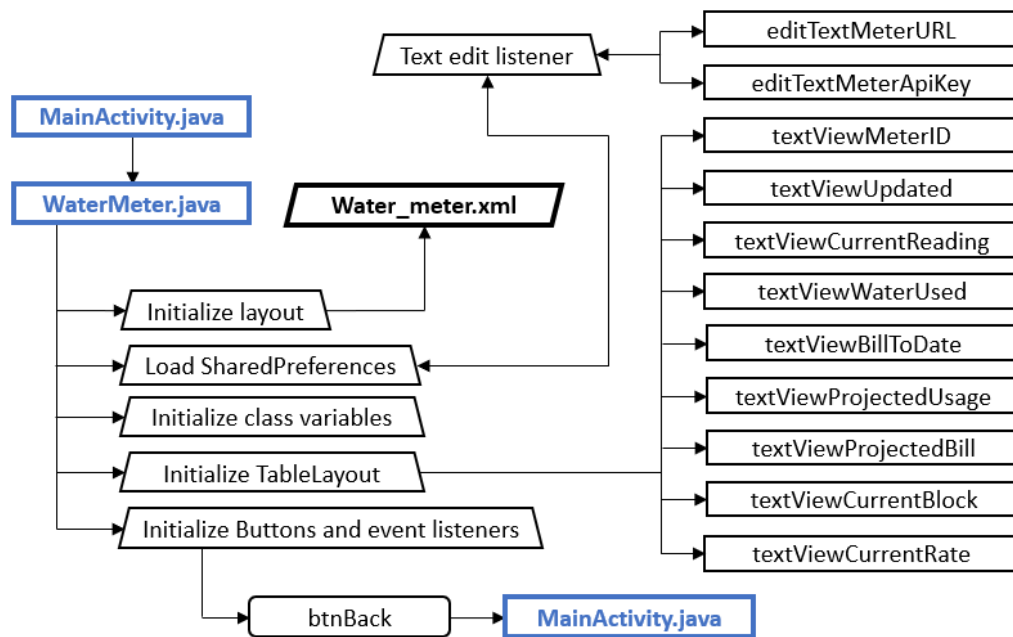 Text edit listener
editTextMeterURL
editTextMeterApiKey
MainActivity.java
textViewMeterID
WaterMeter.java
Water_meter.xml
textViewUpdated
textViewCurrentReading
Initialize layout
textViewWaterUsed
Load SharedPreferences
textViewBillToDate
Initialize class variables
textViewProjectedUsage
Initialize TableLayout
textViewProjectedBill
Initialize Buttons and event listeners
textViewCurrentBlock
textViewCurrentRate
btnBack
MainActivity.java